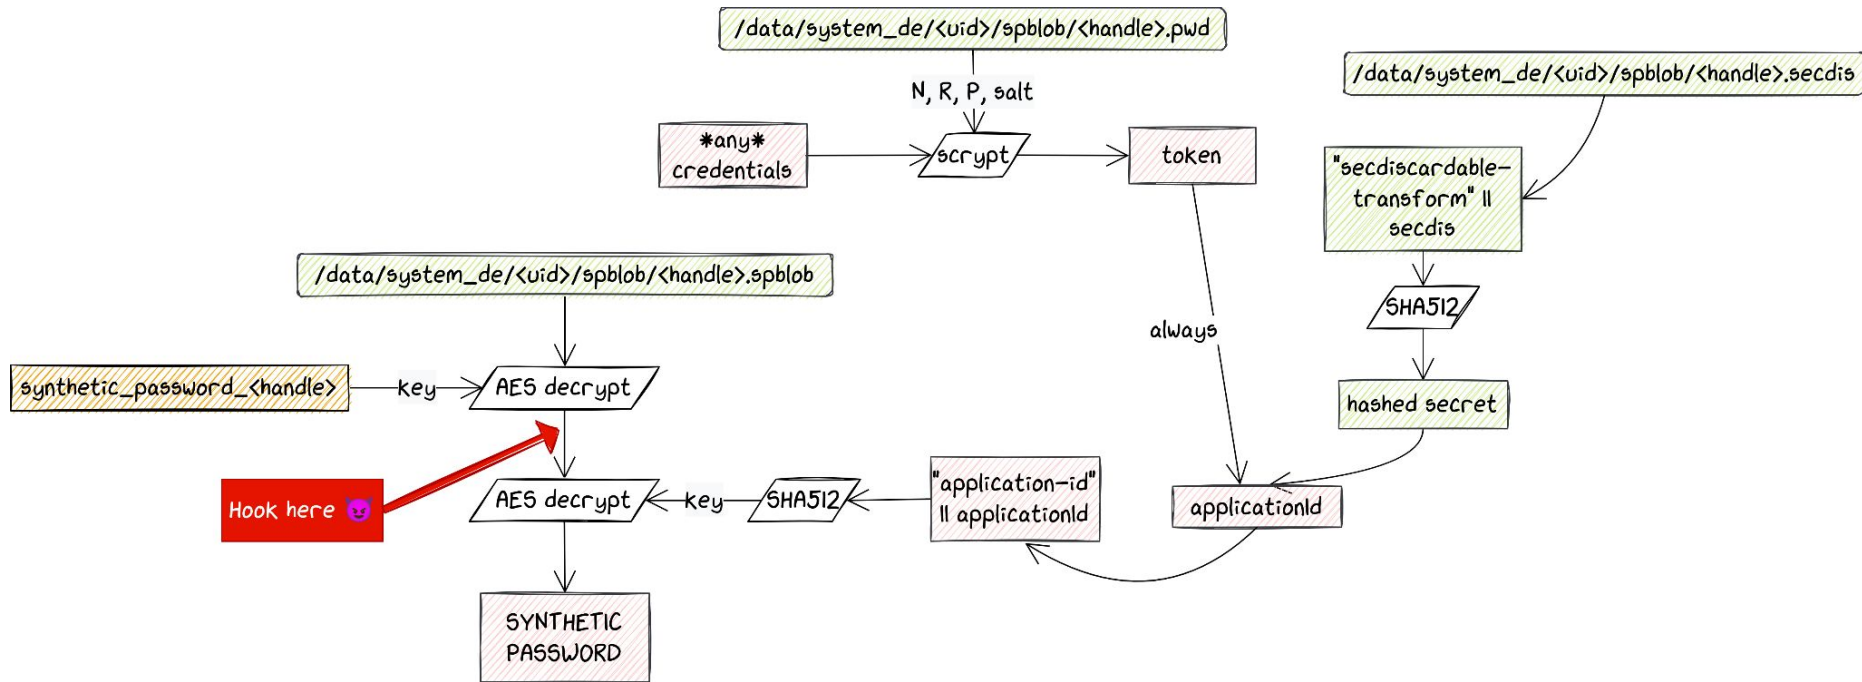 /data/system_de/<uid>/spblob/<handle>.pwd
/data/system_de/<uid>/spblob/<handle>.secdis
N, R, P, salt
*any*
credentials
scrypt
token
"secdiscardable-
transform" ||
secdis
/data/system_de/<uid>/spblob/<handle>.spblob
SHA512
always
synthetic_password_<handle>
key
AES decrypt
hashed secret
Hook here 😈
AES decrypt
key
SHA512
"application-id"
|| applicationId
applicationId
SYNTHETIC
PASSWORD